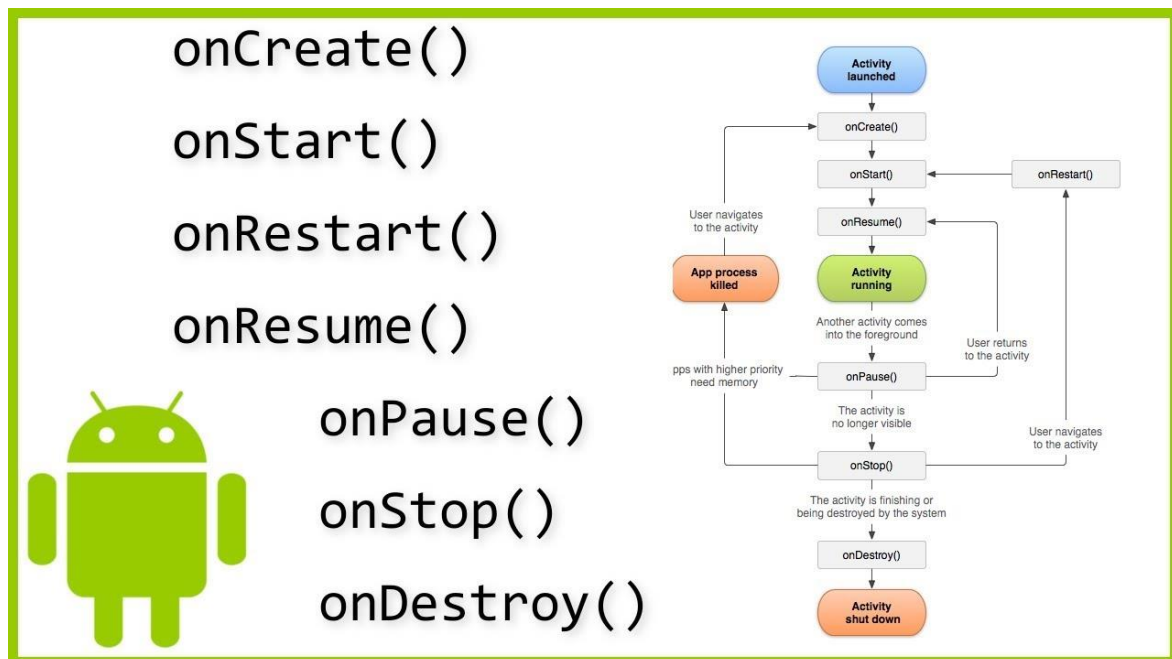 onCreate()
onStart()
onRestart()
onResume()
onPause()
onStop()
onDestroy()
Activity
launched
onCreate()
onStart()
onRestart()
onResume()
User navigates
to the activity
App process
killed
Activity
running
Another activity comes
into the foreground
User returns
to the activity
pps with higher priority
need memory
onPause()
The activity is
no longer visible
User navigates
to the activity
onStop()
The activity is finishing or
being destroyed by the system
onDestroy()
Activity
shut down